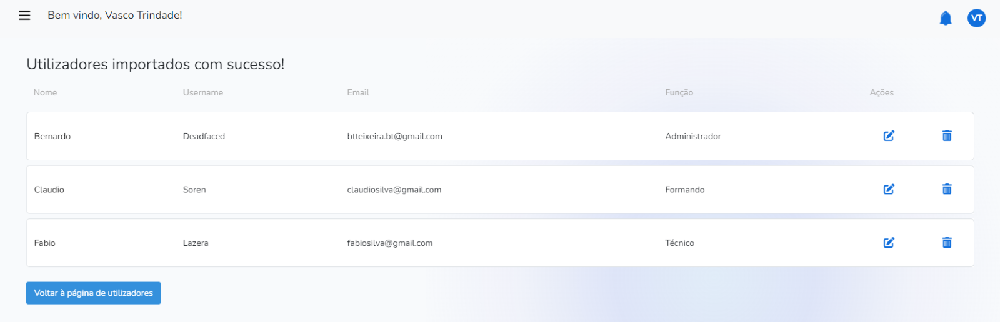 Bem vindo, Vasco Trindade!
VT
Utilizadores importados com sucesso!
Nome Username Email Função Ações
Bernardo Deadfaced btteixeira.bt@gmail.com Administrador
Claudio Soren claudiosilva@gmail.com Formando
Fabio Lazera fabiosilva@gmail.com Técnico
Voltar à página de utilizadores